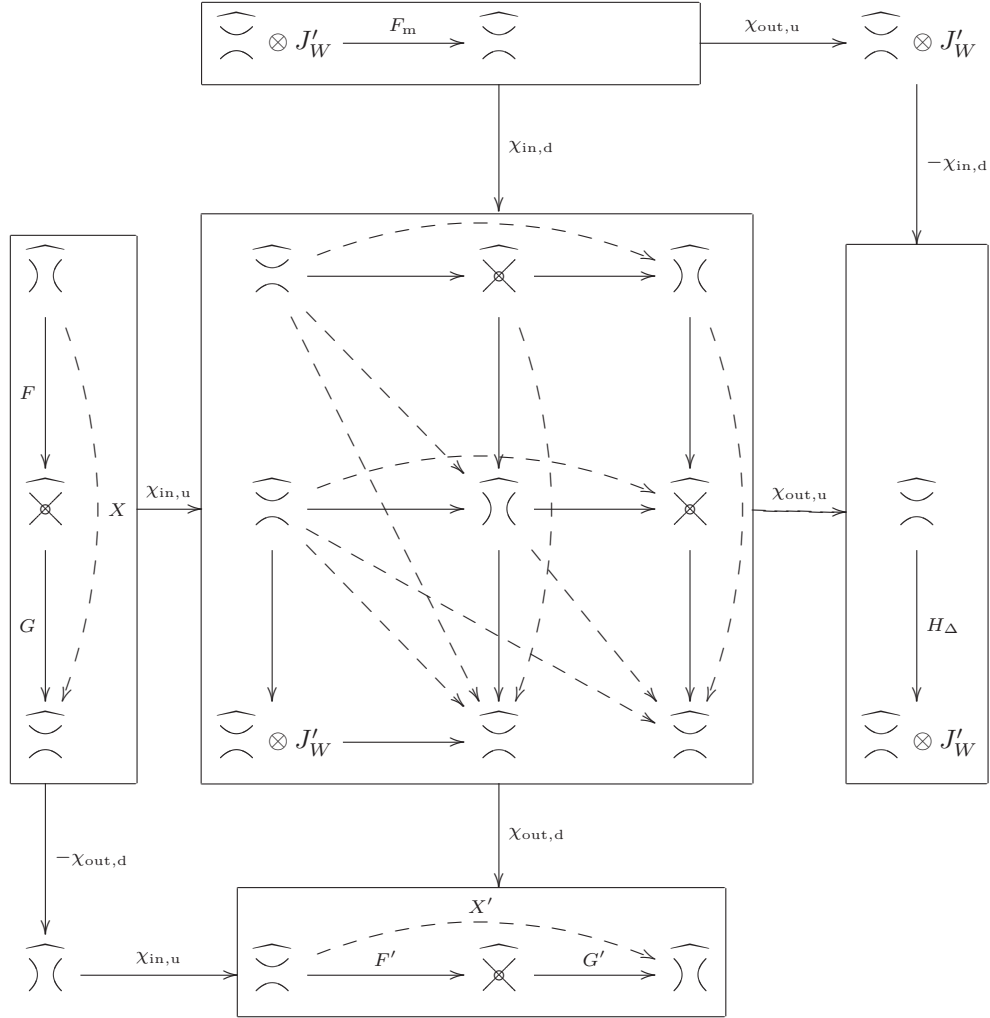 ⊗ J′_W F_m χ_out,u ⊗ J′_W
χ_in,d −χ_in,d
F
X χ_in,u χ_out,u
G H_Δ
⊗ J′_W ⊗ J′_W
−χ_out,d χ_out,d
X′
χ_in,u F′ G′